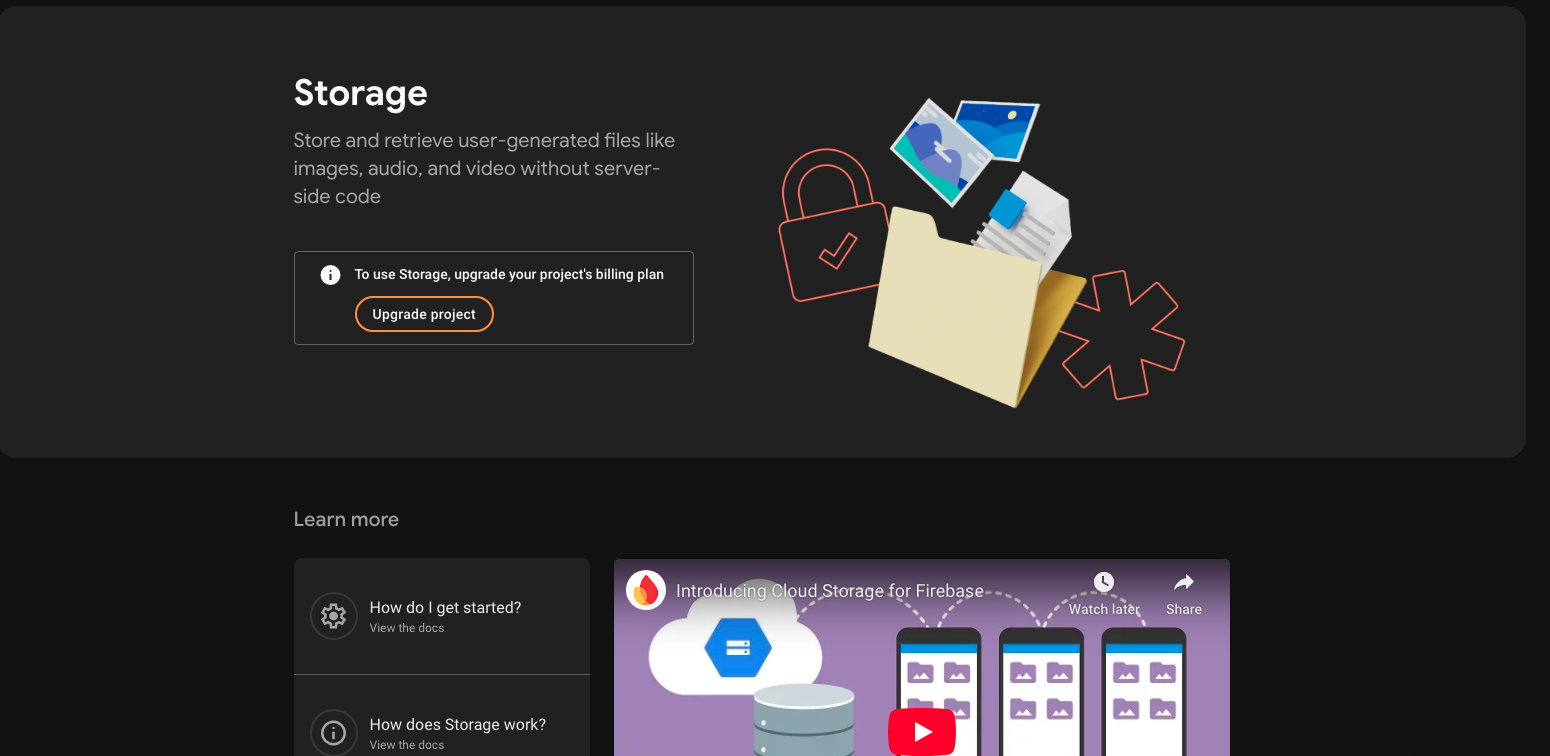 Storage
Store and retrieve user-generated files like
images, audio, and video without server-
side code
To use Storage, upgrade your project's billing plan
Upgrade project
Learn more
How do I get started?
View the docs
How does Storage work?
View the docs
Introducing Cloud Storage for Firebase
Watch later
Share